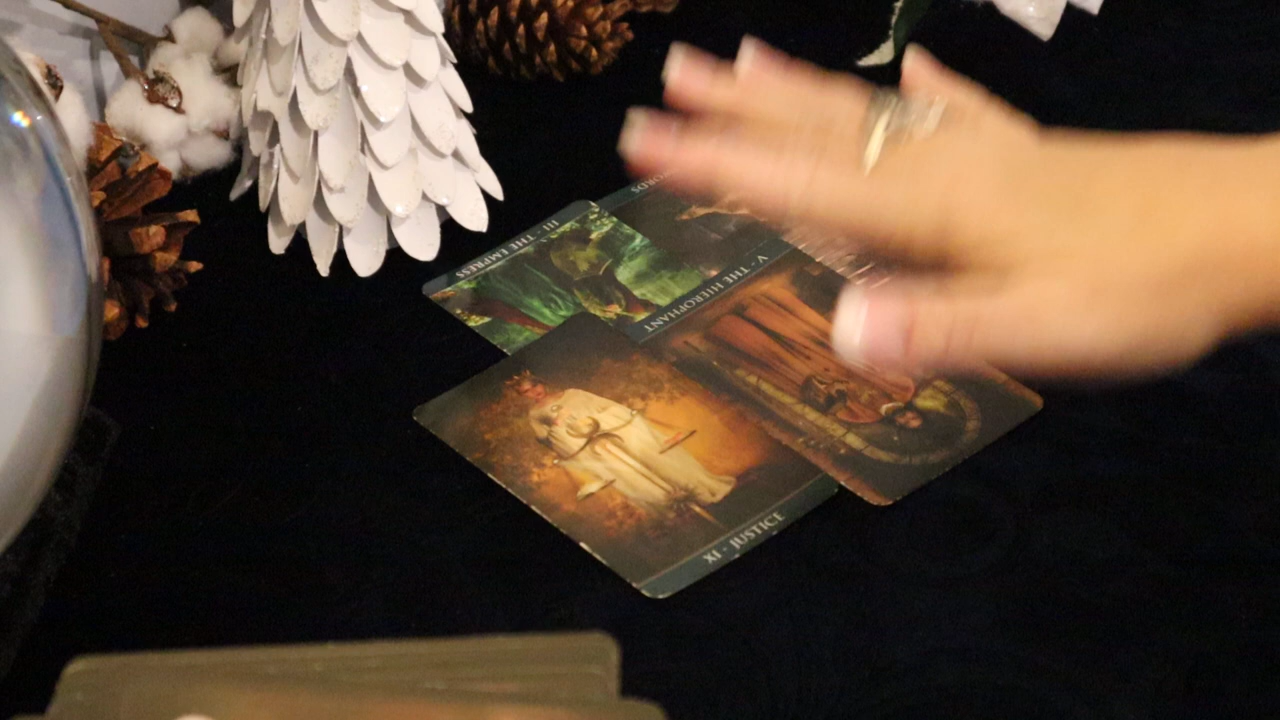 III · THE EMPRESS
V · THE HIEROPHANT
XI · JUSTICE